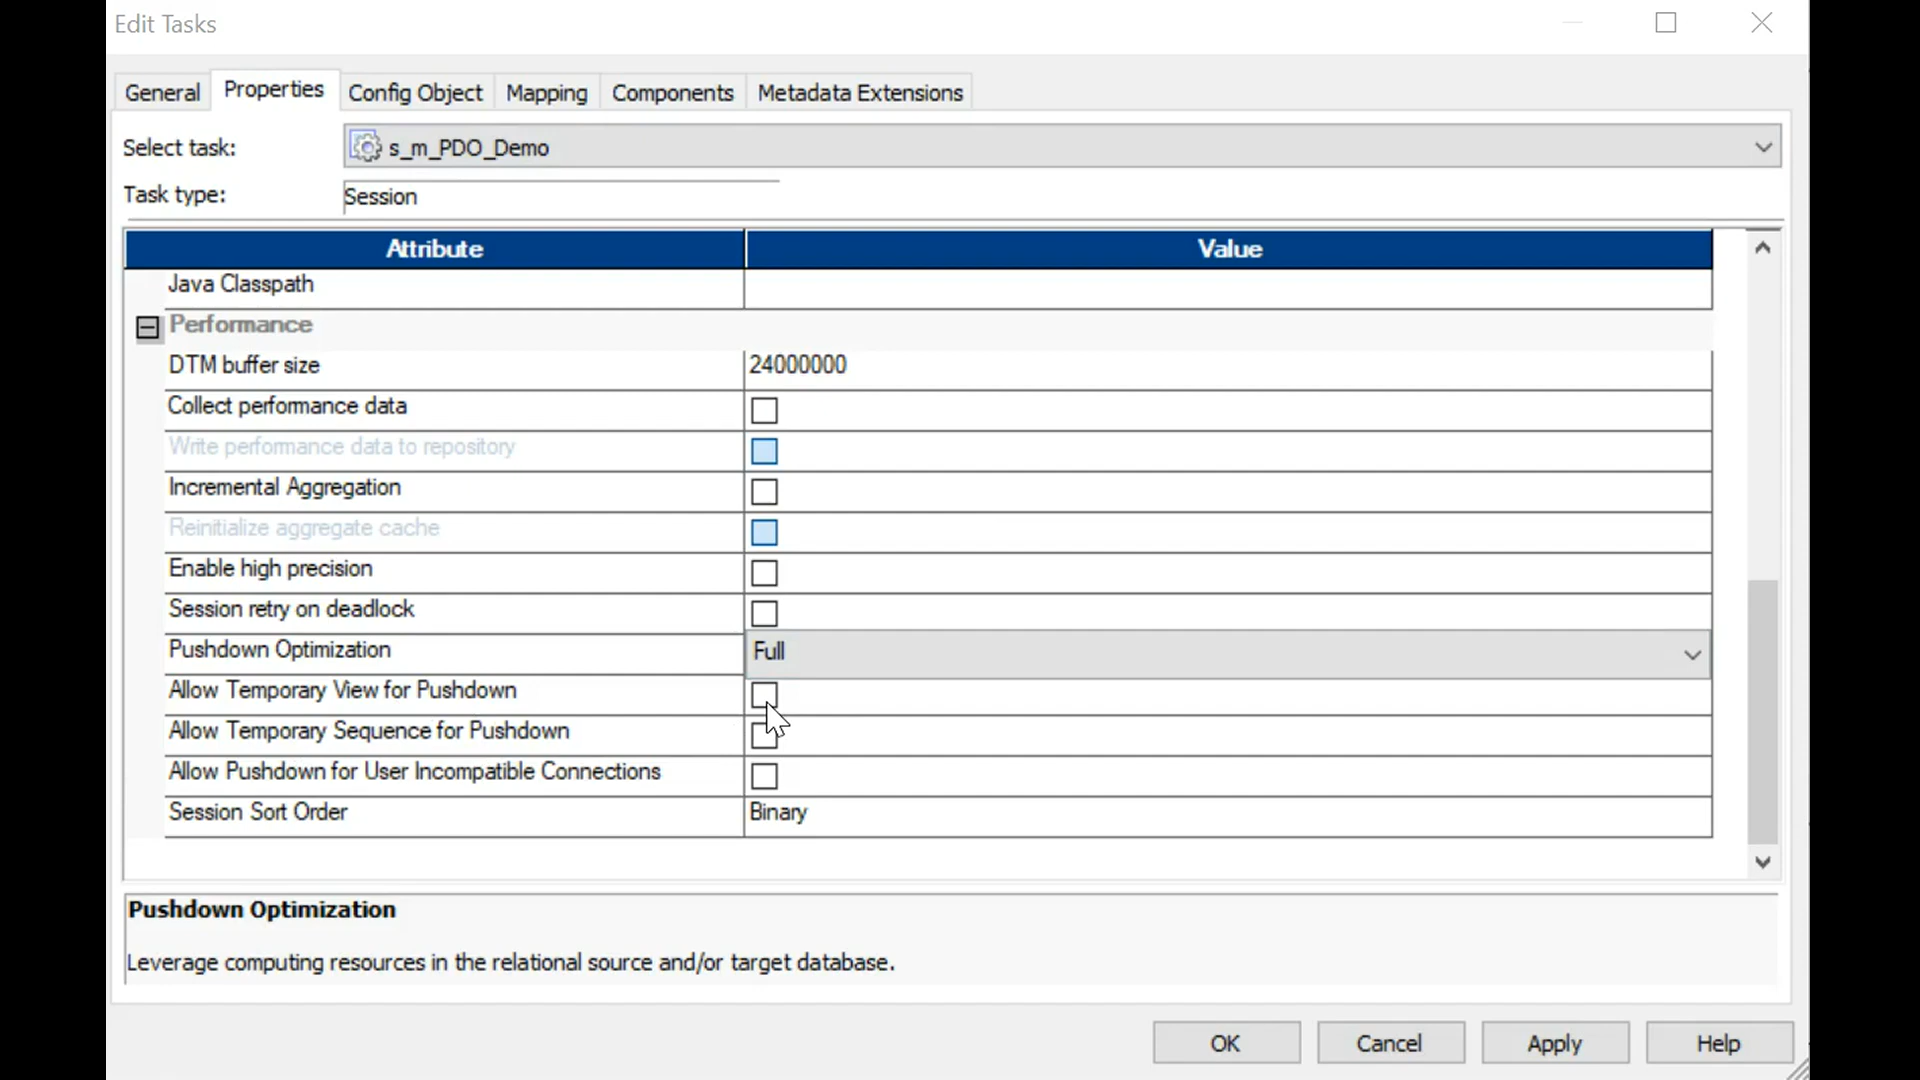 Edit Tasks
General Properties Config Object Mapping Components Metadata Extensions
Select task: s_m_PDO_Demo
Task type: Session
Attribute Value
Java Classpath
Performance
DTM buffer size 24000000
Collect performance data
Write performance data to repository
Incremental Aggregation
Reinitialize aggregate cache
Enable high precision
Session retry on deadlock
Pushdown Optimization Full
Allow Temporary View for Pushdown
Allow Temporary Sequence for Pushdown
Allow Pushdown for User Incompatible Connections
Session Sort Order Binary
Pushdown Optimization
Leverage computing resources in the relational source and/or target database.
OK Cancel Apply Help